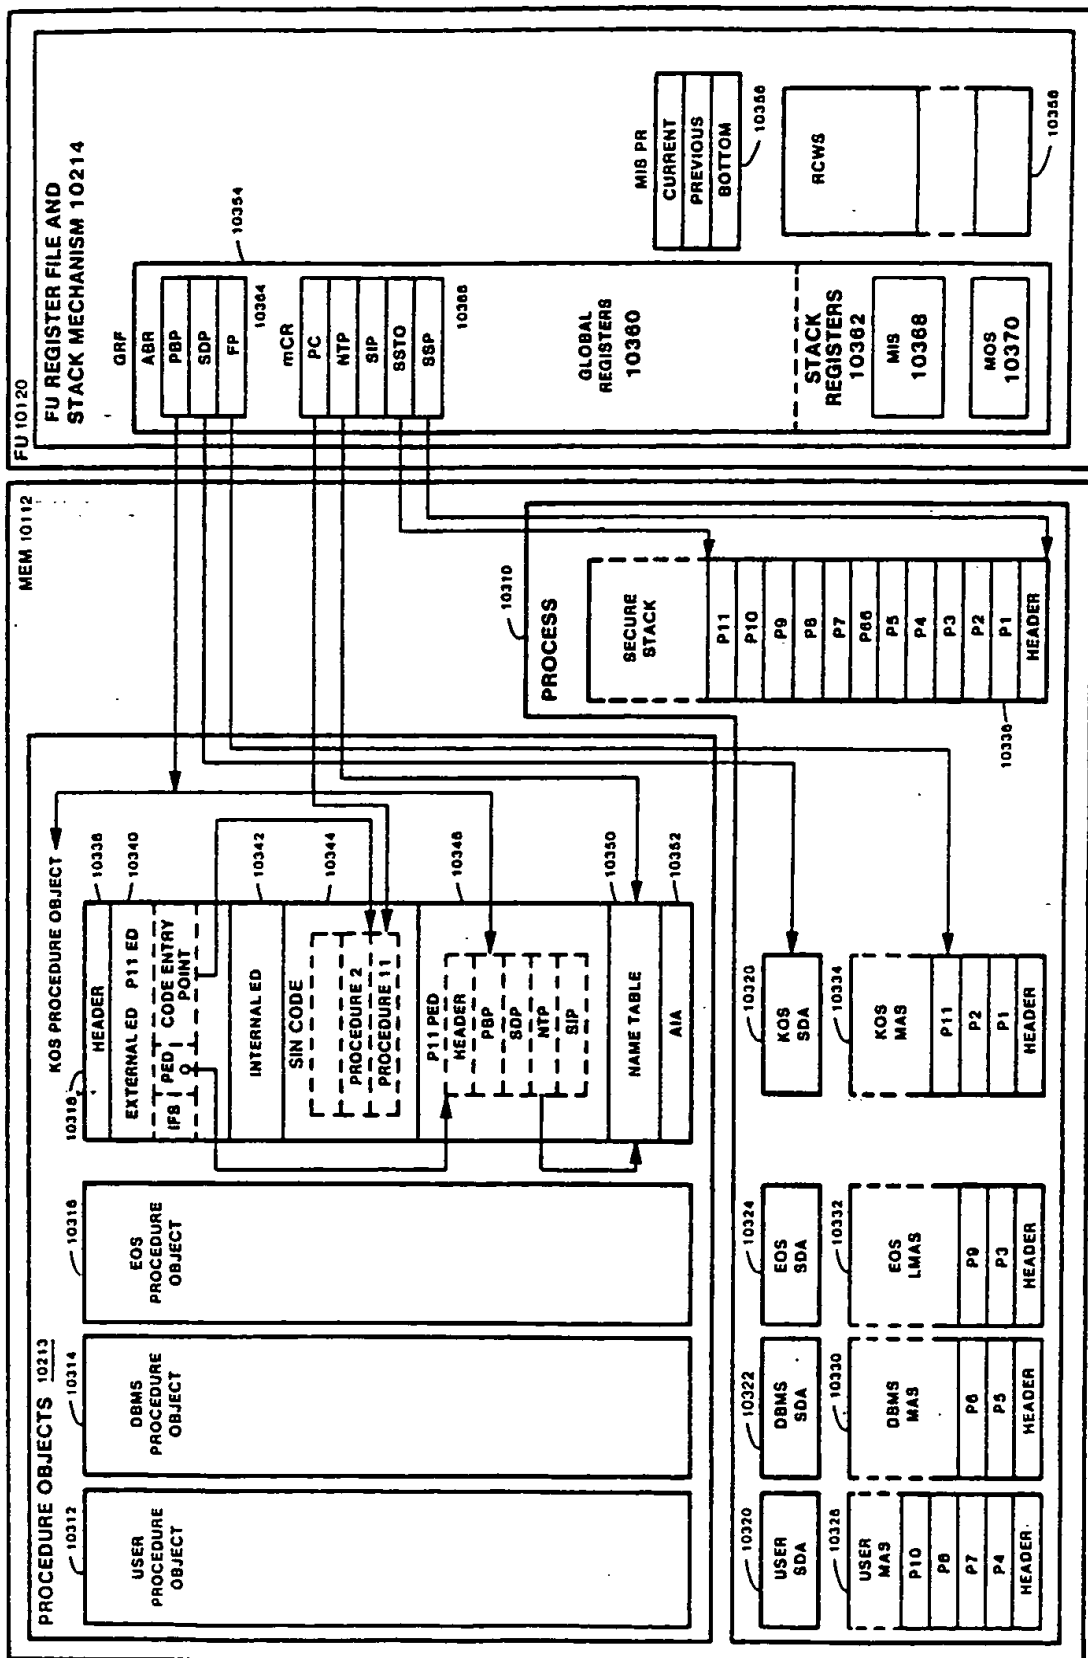 PROCEDURE OBJECTS 10213
MEM 10112
10312
USER
PROCEDURE
OBJECT
10314
DBMS
PROCEDURE
OBJECT
10316
EOS
PROCEDURE
OBJECT
KOS PROCEDURE OBJECT
10318
HEADER
10338
EXTERNAL ED P11 ED
10340
IFS
PED
CODE ENTRY
POINT
INTERNAL ED
10342
SIN CODE
10344
PROCEDURE 2
PROCEDURE 11
P11 PED
10348
HEADER
PBP
SDP
NTP
SIP
NAME TABLE
10350
AIA
10352
10320
USER
SDA
10322
DBMS
SDA
10324
EOS
SDA
10320
KOS
SDA
10328
USER
MAS
P10
P8
P7
P4
HEADER
10330
DBMS
MAS
P6
P5
HEADER
10332
EOS
LMAS
P9
P3
HEADER
10334
KOS
MAS
P11
P2
P1
HEADER
10310
PROCESS
SECURE
STACK
P11
P10
P9
P8
P7
P66
P5
P4
P3
P2
P1
HEADER
10336
FU 10120
FU REGISTER FILE AND
STACK MECHANISM 10214
GRF
10354
ABR
PBP
SDP
FP
10364
mCR
PC
NTP
SIP
SSTO
SSP
10366
GLOBAL
REGISTERS
10360
STACK
REGISTERS
10362
MIS
10368
MOS
10370
MIS PR
CURRENT
PREVIOUS
BOTTOM
10356
RCWS
10358